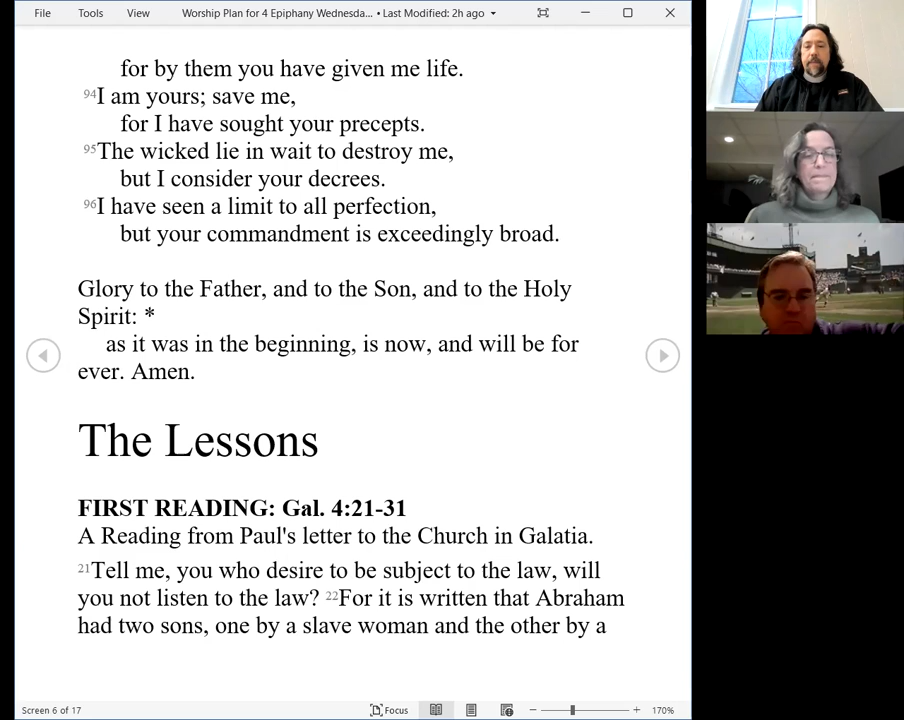 File Tools View Worship Plan for 4 Epiphany Wednesda... • Last Modified: 2h ago
for by them you have given me life.
94I am yours; save me,
for I have sought your precepts.
95The wicked lie in wait to destroy me,
but I consider your decrees.
96I have seen a limit to all perfection,
but your commandment is exceedingly broad.
Glory to the Father, and to the Son, and to the Holy
Spirit: *
as it was in the beginning, is now, and will be for
ever. Amen.
The Lessons
FIRST READING: Gal. 4:21-31
A Reading from Paul's letter to the Church in Galatia.
21Tell me, you who desire to be subject to the law, will
you not listen to the law? 22For it is written that Abraham
had two sons, one by a slave woman and the other by a
Screen 6 of 17 Focus 170%